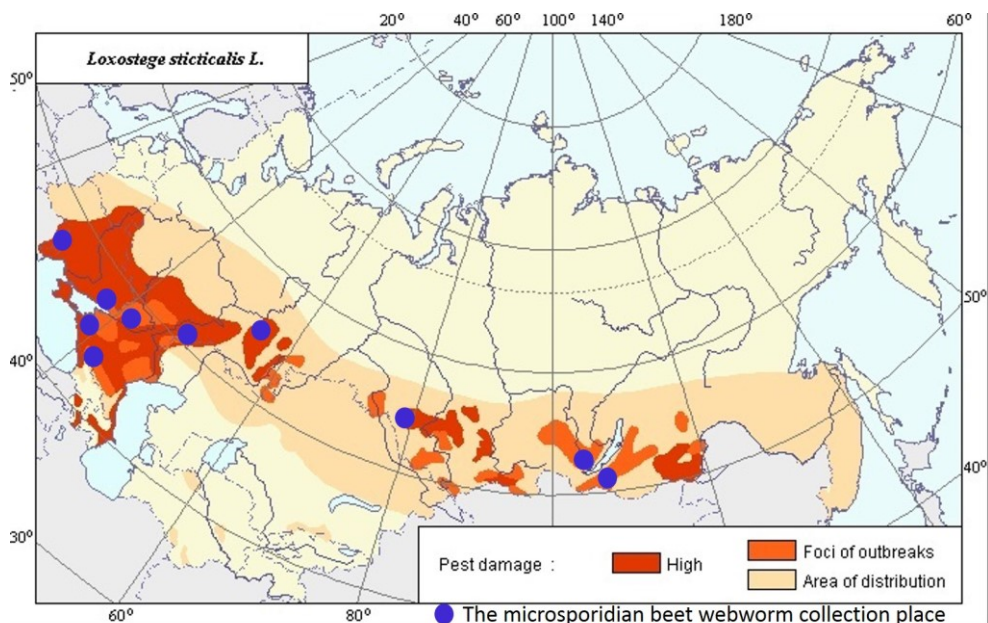 20° 40° 60° 100° 140° 180° 60°
Loxostege sticticalis L.
50°
50°
40°
40°
30°
Pest damage : High Foci of outbreaks
Area of distribution
60° 80° The microsporidian beet webworm collection place